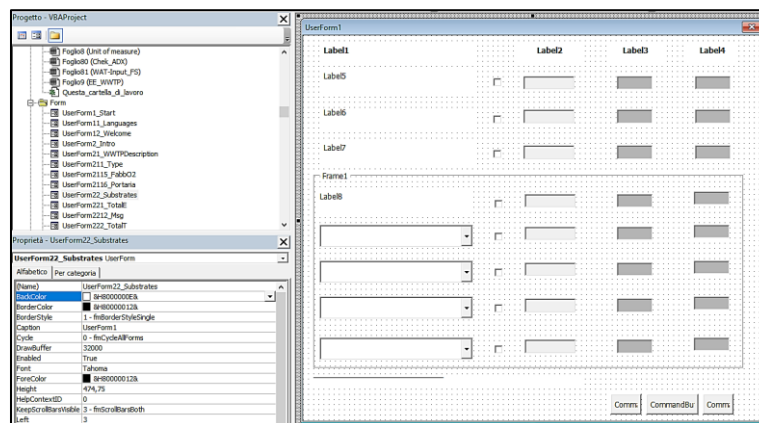 Progetto - VBAProject
Foglio8 (Unit of measure)
Foglio80 (Chek_ADX)
Foglio81 (WAT-Input_FS)
Foglio9 (EE_WWTP)
Questa_cartella_di_lavoro
Form
UserForm1_Start
UserForm11_Languages
UserForm12_Welcome
UserForm2_Intro
UserForm21_WWTPDescription
UserForm211_Type
UserForm2115_FabbO2
UserForm2116_Portaria
UserForm22_Substrates
UserForm221_TotalE
UserForm2212_Msg
UserForm222_TotalT
Proprietà - UserForm22_Substrates
UserForm22_Substrates UserForm
Alfabetico Per categoria
(Name) UserForm22_Substrates
BackColor &H8000000E&
BorderColor &H80000012&
BorderStyle 1 - fmBorderStyleSingle
Caption UserForm1
Cycle 0 - fmCycleAllForms
DrawBuffer 32000
Enabled True
Font Tahoma
ForeColor &H80000012&
Height 474,75
HelpContextID 0
KeepScrollBarsVisible 3 - fmScrollBarsBoth
Left 3
UserForm1
Label1 Label2 Label3 Label4
Label5
Label6
Label7
Frame1
Label8
Comm CommandBu Comm